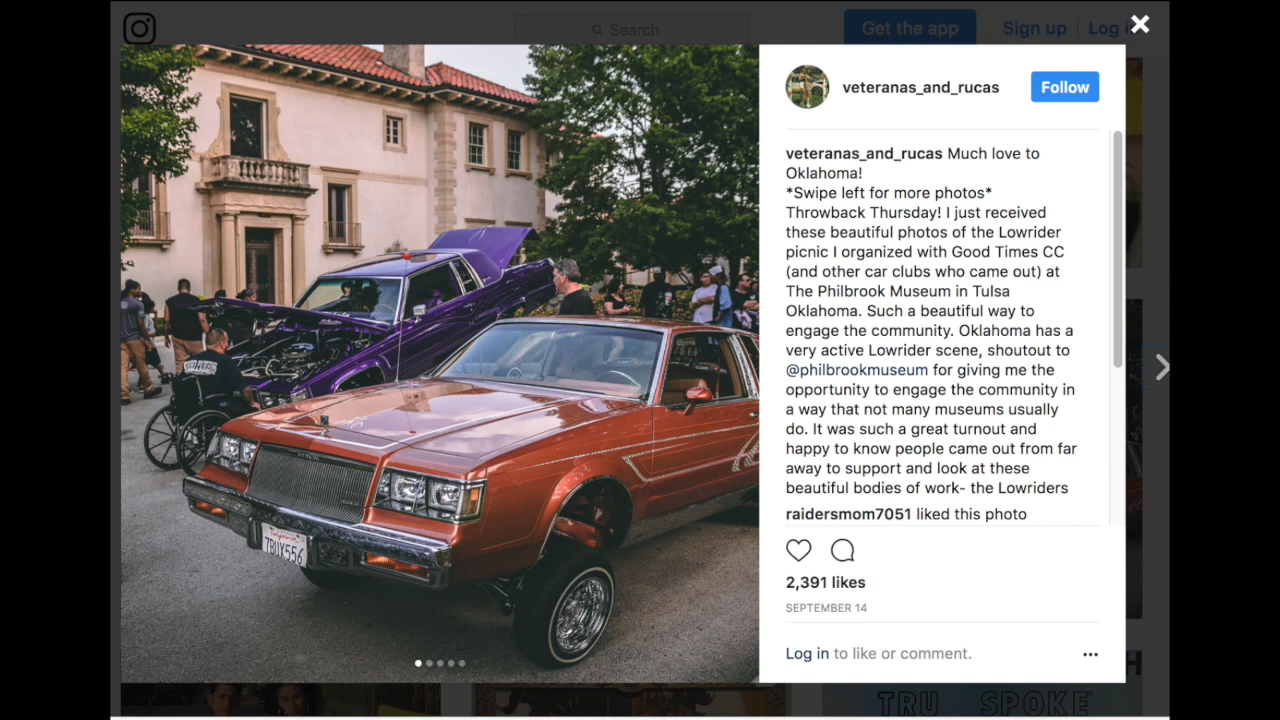 Search
Get the app
Sign up | Log i
veteranas_and_rucas
Follow
veteranas_and_rucas Much love to
Oklahoma!
*Swipe left for more photos*
Throwback Thursday! I just received
these beautiful photos of the Lowrider
picnic I organized with Good Times CC
(and other car clubs who came out) at
The Philbrook Museum in Tulsa
Oklahoma. Such a beautiful way to
engage the community. Oklahoma has a
very active Lowrider scene, shoutout to
@philbrookmuseum for giving me the
opportunity to engage the community in
a way that not many museums usually
do. It was such a great turnout and
happy to know people came out from far
away to support and look at these
beautiful bodies of work- the Lowriders
raidersmom7051 liked this photo
2,391 likes
SEPTEMBER 14
Log in to like or comment.
California
7BUX556
TRU SPOKE